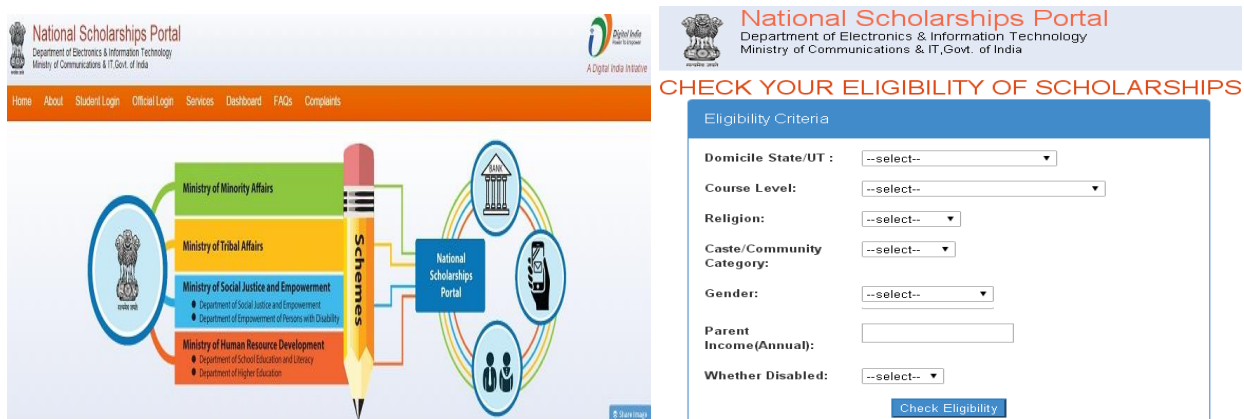 National Scholarships Portal
Department of Electronics & Information Technology
Ministry of Communications & IT,Govt. of India
Digital India
Power To Empower
A Digital India Initiative
Home About Student Login Official Login Services Dashboard FAQs Complaints
Ministry of Minority Affairs
Ministry of Tribal Affairs
Ministry of Social Justice and Empowerment
Department of Social Justice and Empowerment
Department of Empowerment of Persons with Disability
Ministry of Human Resource Development
Department of School Education and Literacy
Department of Higher Education
Schemes
National
Scholarships
Portal
BANK
सत्यमेव जयते
Share Image
National Scholarships Portal
Department of Electronics & Information Technology
Ministry of Communications & IT,Govt. of India
CHECK YOUR ELIGIBILITY OF SCHOLARSHIPS
Eligibility Criteria
Domicile State/UT : --select--
Course Level: --select--
Religion: --select--
Caste/Community
Category: --select--
Gender: --select--
Parent
Income(Annual):
Whether Disabled: --select--
Check Eligibility